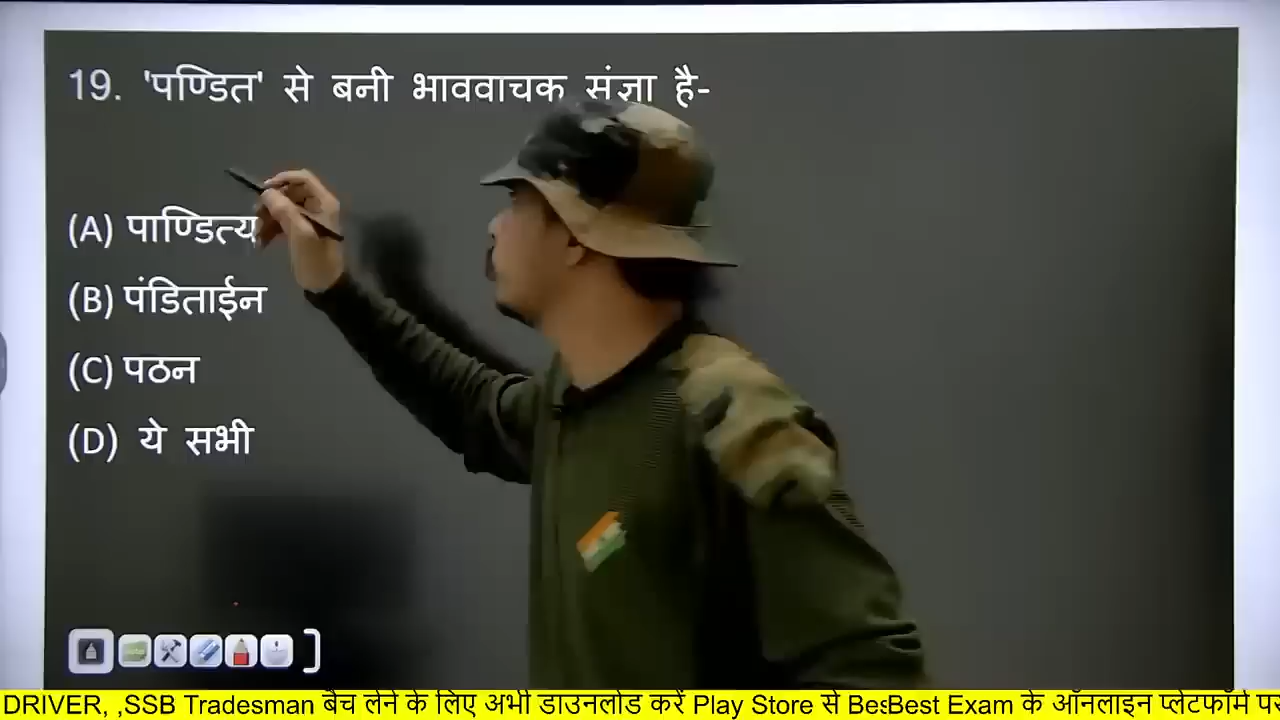 19. 'पण्डित' से बनी भाववाचक संज्ञा है-
(A) पाण्डित्य
(B) पंडिताईन
(C) पठन
(D) ये सभी
DRIVER, ,SSB Tradesman बैच लेने के लिए अभी डाउनलोड करें Play Store से BesBest Exam के ऑनलाइन प्लेटफॉर्म पर